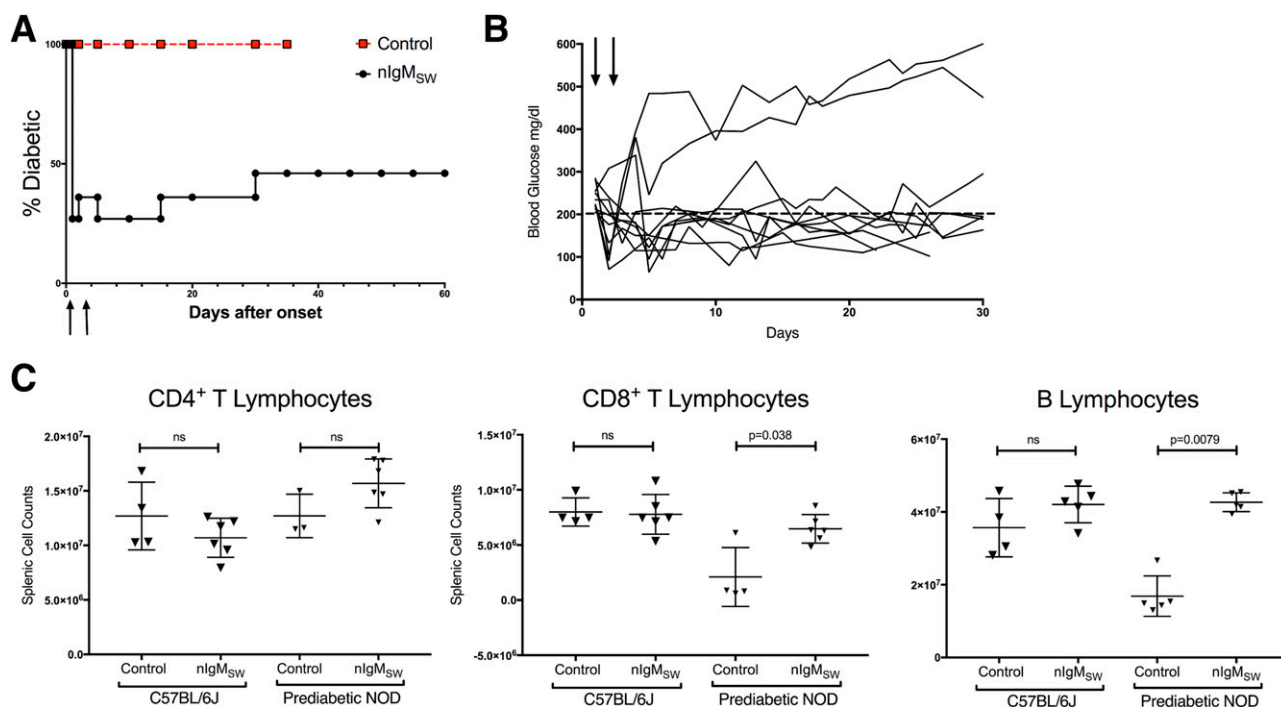 A
100
50
0
% Diabetic
0 20 40 60
Days after onset
Control
nIgMSW
B
600
500
400
300
200
100
0
Blood Glucose mg/dl
0 10 20 30
Days
C
CD4+ T Lymphocytes
ns ns
2.0×10^7
1.5×10^7
1.0×10^7
5.0×10^6
0.0
Splenic Cell Counts
Control nIgMSW Control nIgMSW
C57BL/6J Prediabetic NOD
CD8+ T Lymphocytes
ns p=0.038
1.5×10^7
1.0×10^7
5.0×10^6
0.0
-5.0×10^6
Splenic Cell Counts
Control nIgMSW Control nIgMSW
C57BL/6J Prediabetic NOD
B Lymphocytes
ns p=0.0079
6×10^7
4×10^7
2×10^7
0
Control nIgMSW Control nIgMSW
C57BL/6J Prediabetic NOD